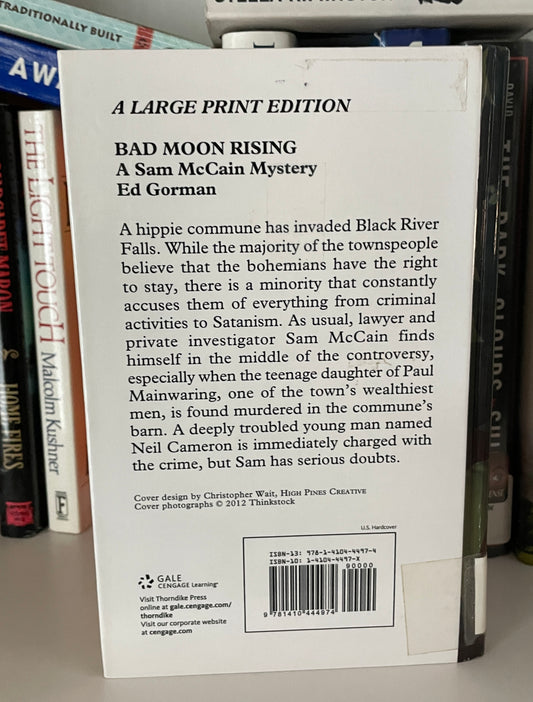 TRADITIONALLY BUILT
AWA
A LARGE PRINT EDITION
BAD MOON RISING
A Sam McCain Mystery
Ed Gorman
A hippie commune has invaded Black River
Falls. While the majority of the townspeople
believe that the bohemians have the right
to stay, there is a minority that constantly
accuses them of everything from criminal
activities to Satanism. As usual, lawyer and
private investigator Sam McCain finds
himself in the middle of the controversy,
especially when the teenage daughter of Paul
Mainwaring, one of the town's wealthiest
men, is found murdered in the commune's
barn. A deeply troubled young man named
Neil Cameron is immediately charged with
the crime, but Sam has serious doubts.
Cover design by Christopher Wait, HIGH PINES CREATIVE
Cover photographs © 2012 Thinkstock
U.S. Hardcover
ISBN-13: 978-1-4104-4497-4
ISBN-10: 1-4104-4497-X
90000
9 781410 444974
GALE
CENGAGE Learning
Visit Thorndike Press
online at gale.cengage.com/
thorndike
Visit our corporate website
at cengage.com
MARGARET MARON
HOME FIRES
THE LIGHT TOUCH
Malcolm Kushner
DAVID
THE DARK